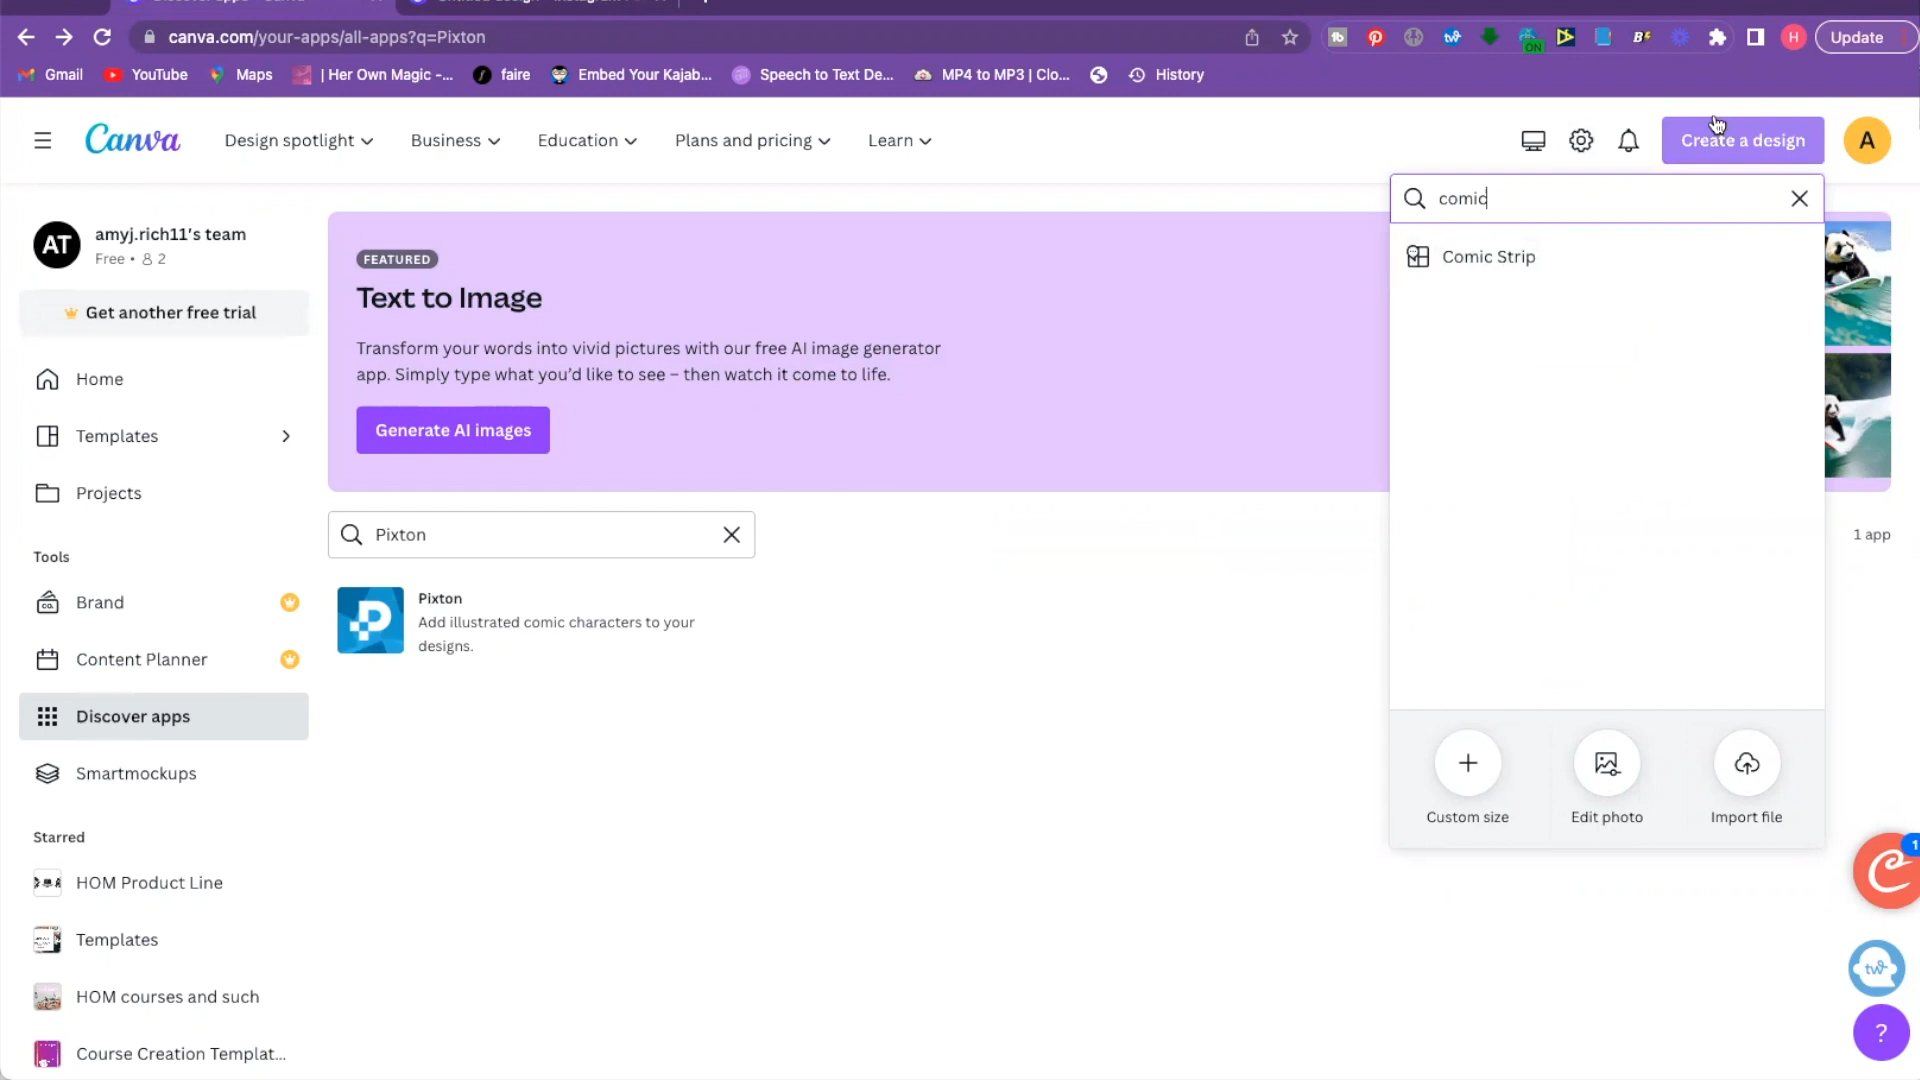 canva.com/your-apps/all-apps?q=Pixton
ON
H
Update
Gmail
YouTube
Maps
| Her Own Magic -...
faire
Embed Your Kajab...
Speech to Text De...
MP4 to MP3 | Clo...
History
Canva
Design spotlight
Business
Education
Plans and pricing
Learn
Create a design
A
comic
Comic Strip
AT
amyj.rich11's team
Free • 2
Get another free trial
Home
Templates
Projects
Tools
Brand
Content Planner
Discover apps
Smartmockups
Starred
HOM Product Line
Templates
HOM courses and such
Course Creation Templat...
FEATURED
Text to Image
Transform your words into vivid pictures with our free AI image generator
app. Simply type what you'd like to see – then watch it come to life.
Generate AI images
Pixton
1 app
Pixton
Add illustrated comic characters to your
designs.
Custom size
Edit photo
Import file
1
tw
?